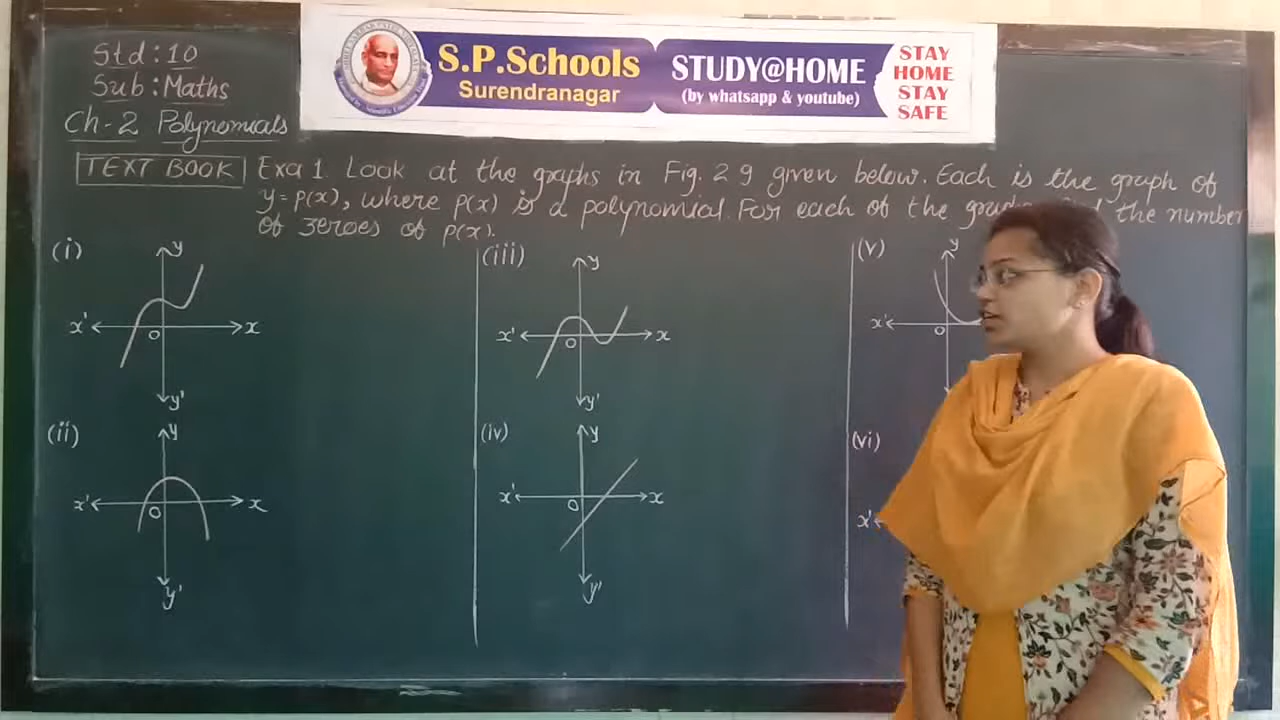 S.P.Schools
Surendranagar
STUDY@HOME
(by whatsapp & youtube)
STAY
HOME
STAY
SAFE
Std : 10
Sub : Maths
Ch-2 Polynomials
TEXT BOOK Exa 1. Look at the graphs in Fig. 2 9 given below. Each is the graph of
y = p(x), where p(x) is a polynomial. For each of the the number
of zeroes of p(x).
(i)
y
x' x
O
y'
(ii)
y
x' x
O
y'
(iii)
y
x' x
O
y'
(iv)
y
x' x
O
y'
(v)
y
x'
O
(vi)
x'